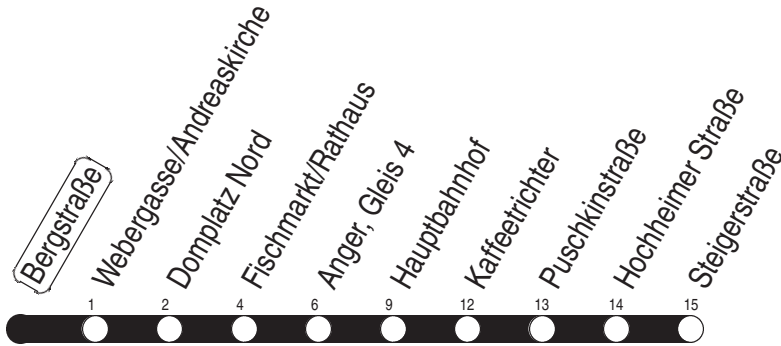 Bergstraße
Webergasse/Andreaskirche
Domplatz Nord
Fischmarkt/Rathaus
Anger, Gleis 4
Hauptbahnhof
Kaffeetrichter
Puschkinstraße
Hochheimer Straße
Steigerstraße
1 2 4 6 9 12 13 14 15